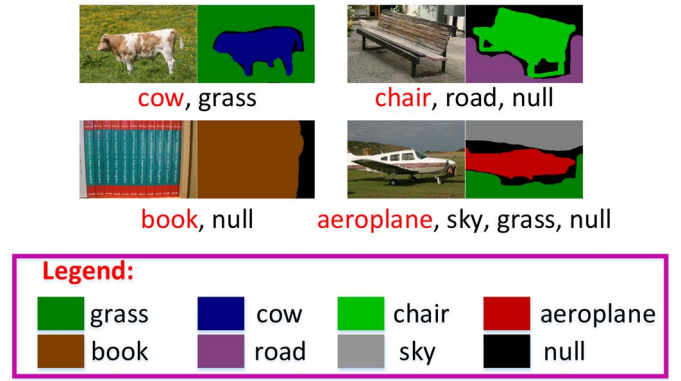 cow, grass
chair, road, null
book, null
aeroplane, sky, grass, null
Legend:
grass
cow
chair
aeroplane
book
road
sky
null